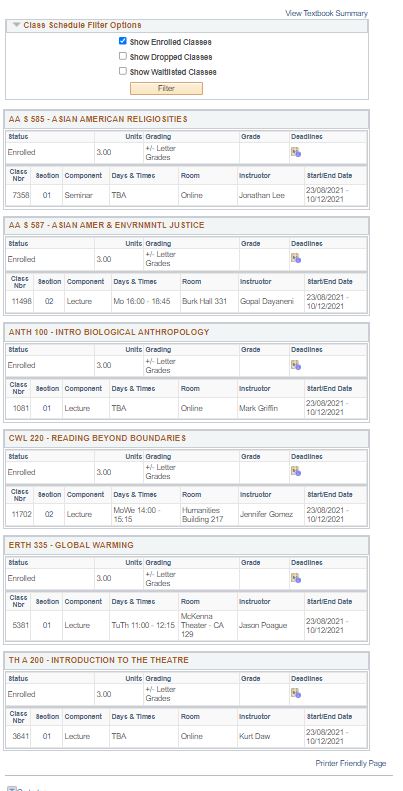 View Textbook Summary
Class Schedule Filter Options
Show Enrolled Classes
Show Dropped Classes
Show Waitlisted Classes
Filter
AA S 585 - ASIAN AMERICAN RELIGIOSITIES
Status Units Grading Grade Deadlines
Enrolled 3.00 +/- Letter Grades
Class Nbr Section Component Days & Times Room Instructor Start/End Date
7358 01 Seminar TBA Online Jonathan Lee 23/08/2021 - 10/12/2021
AA S 587 - ASIAN AMER & ENVRNMNTL JUSTICE
Status Units Grading Grade Deadlines
Enrolled 3.00 +/- Letter Grades
Class Nbr Section Component Days & Times Room Instructor Start/End Date
11498 02 Lecture Mo 16:00 - 18:45 Burk Hall 331 Gopal Dayaneni 23/08/2021 - 10/12/2021
ANTH 100 - INTRO BIOLOGICAL ANTHROPOLOGY
Status Units Grading Grade Deadlines
Enrolled 3.00 +/- Letter Grades
Class Nbr Section Component Days & Times Room Instructor Start/End Date
1081 01 Lecture TBA Online Mark Griffin 23/08/2021 - 10/12/2021
CWL 220 - READING BEYOND BOUNDARIES
Status Units Grading Grade Deadlines
Enrolled 3.00 +/- Letter Grades
Class Nbr Section Component Days & Times Room Instructor Start/End Date
11702 02 Lecture MoWe 14:00 - 15:15 Humanities Building 217 Jennifer Gomez 23/08/2021 - 10/12/2021
ERTH 335 - GLOBAL WARMING
Status Units Grading Grade Deadlines
Enrolled 3.00 +/- Letter Grades
Class Nbr Section Component Days & Times Room Instructor Start/End Date
5381 01 Lecture TuTh 11:00 - 12:15 McKenna Theater - CA 129 Jason Poague 23/08/2021 - 10/12/2021
TH A 200 - INTRODUCTION TO THE THEATRE
Status Units Grading Grade Deadlines
Enrolled 3.00 +/- Letter Grades
Class Nbr Section Component Days & Times Room Instructor Start/End Date
3641 01 Lecture TBA Online Kurt Daw 23/08/2021 - 10/12/2021
Printer Friendly Page